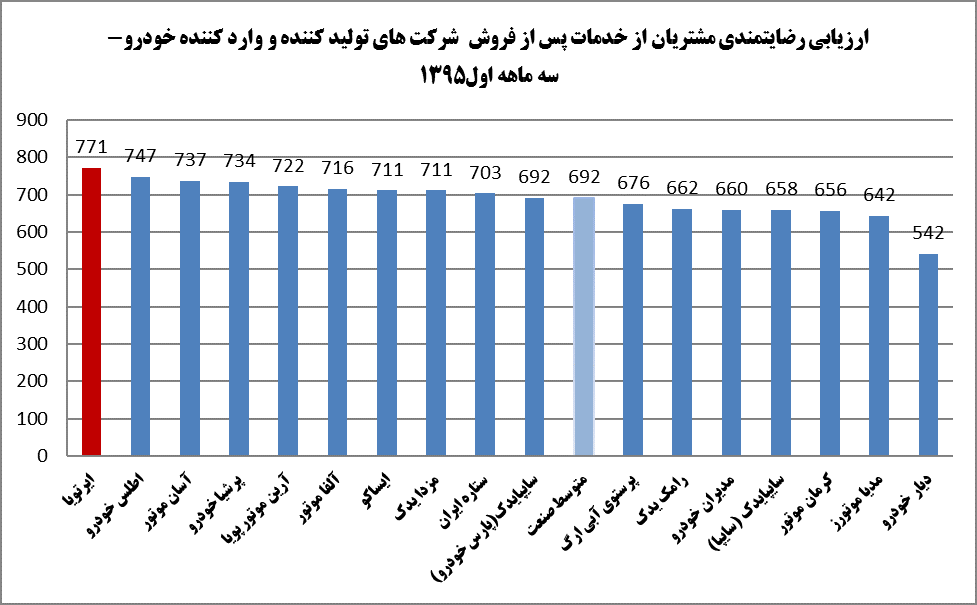 ارزیابی رضایتمندی مشتریان از خدمات پس از فروش شرکت های تولید کننده و وارد کننده خودرو –
سه ماهه اول۱۳۹۵
900
800
700
600
500
400
300
200
100
0
771
747
737
734
722
716
711
711
703
692
692
676
662
660
658
656
642
542
ایرتویا
اطلس خودرو
آسان موتور
پرشیا خودرو
آرین موتور پویا
آلفا موتور
ایساکو
مزدا یدک
ستاره ایران
سایپایدک(پارس خودرو)
متوسط صنعت
پرستوی آبی ارگ
رامک یدک
مدیران خودرو
سایپایدک (سایپا)
کرمان موتور
مدیا موتورز
دیار خودرو